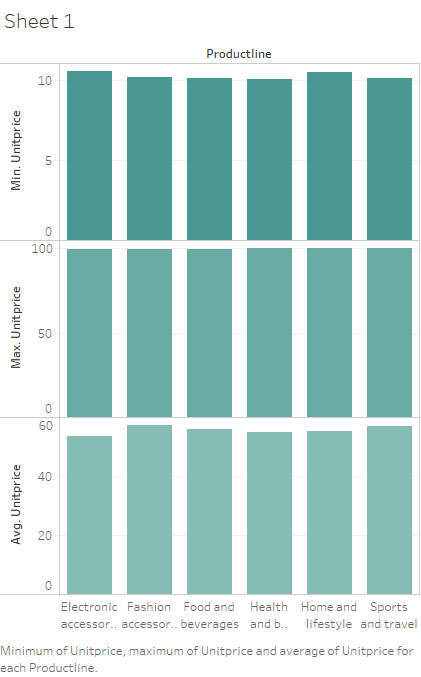 Sheet 1
Productline
Min. Unitprice
10
5
0
Max. Unitprice
100
50
0
Avg. Unitprice
60
40
20
0
Electronic accessor..
Fashion accessor..
Food and beverages
Health and b..
Home and lifestyle
Sports and travel
Minimum of Unitprice, maximum of Unitprice and average of Unitprice for
each Productline.